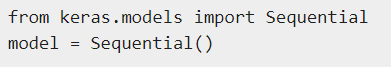 from keras.models import Sequential
model = Sequential()